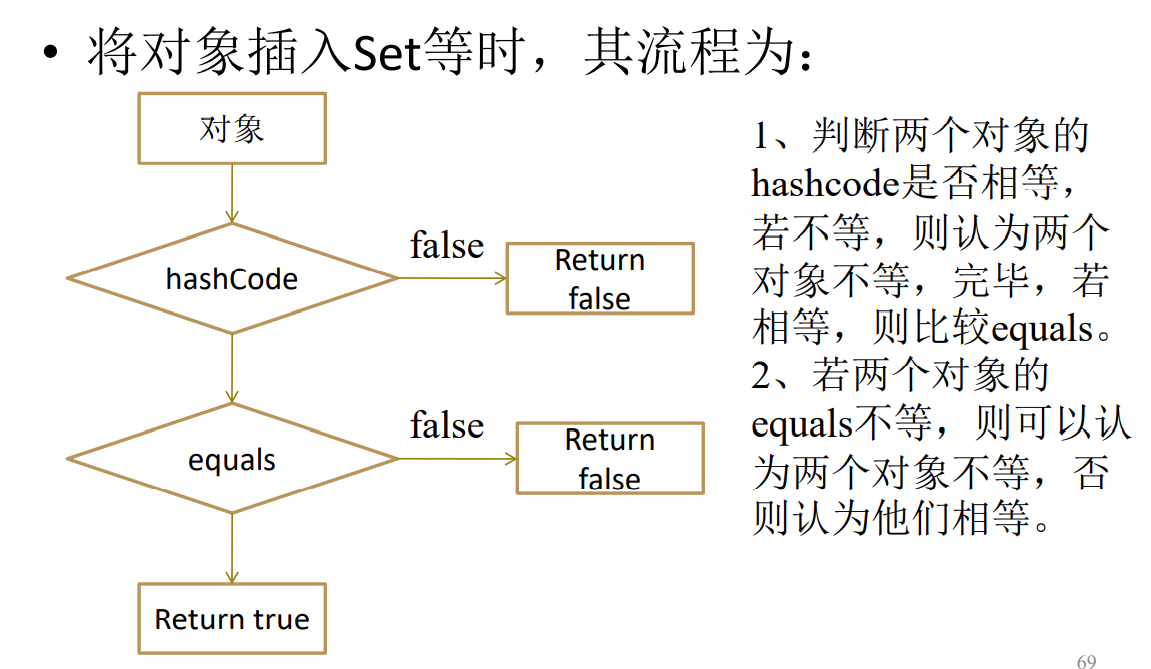 • 将对象插入Set等时，其流程为：
对象
hashCode
false
Return
false
equals
false
Return
false
Return true
1、判断两个对象的
hashcode是否相等，
若不等，则认为两个
对象不等，完毕，若
相等，则比较equals。
2、若两个对象的
equals不等，则可以认
为两个对象不等，否
则认为他们相等。
69